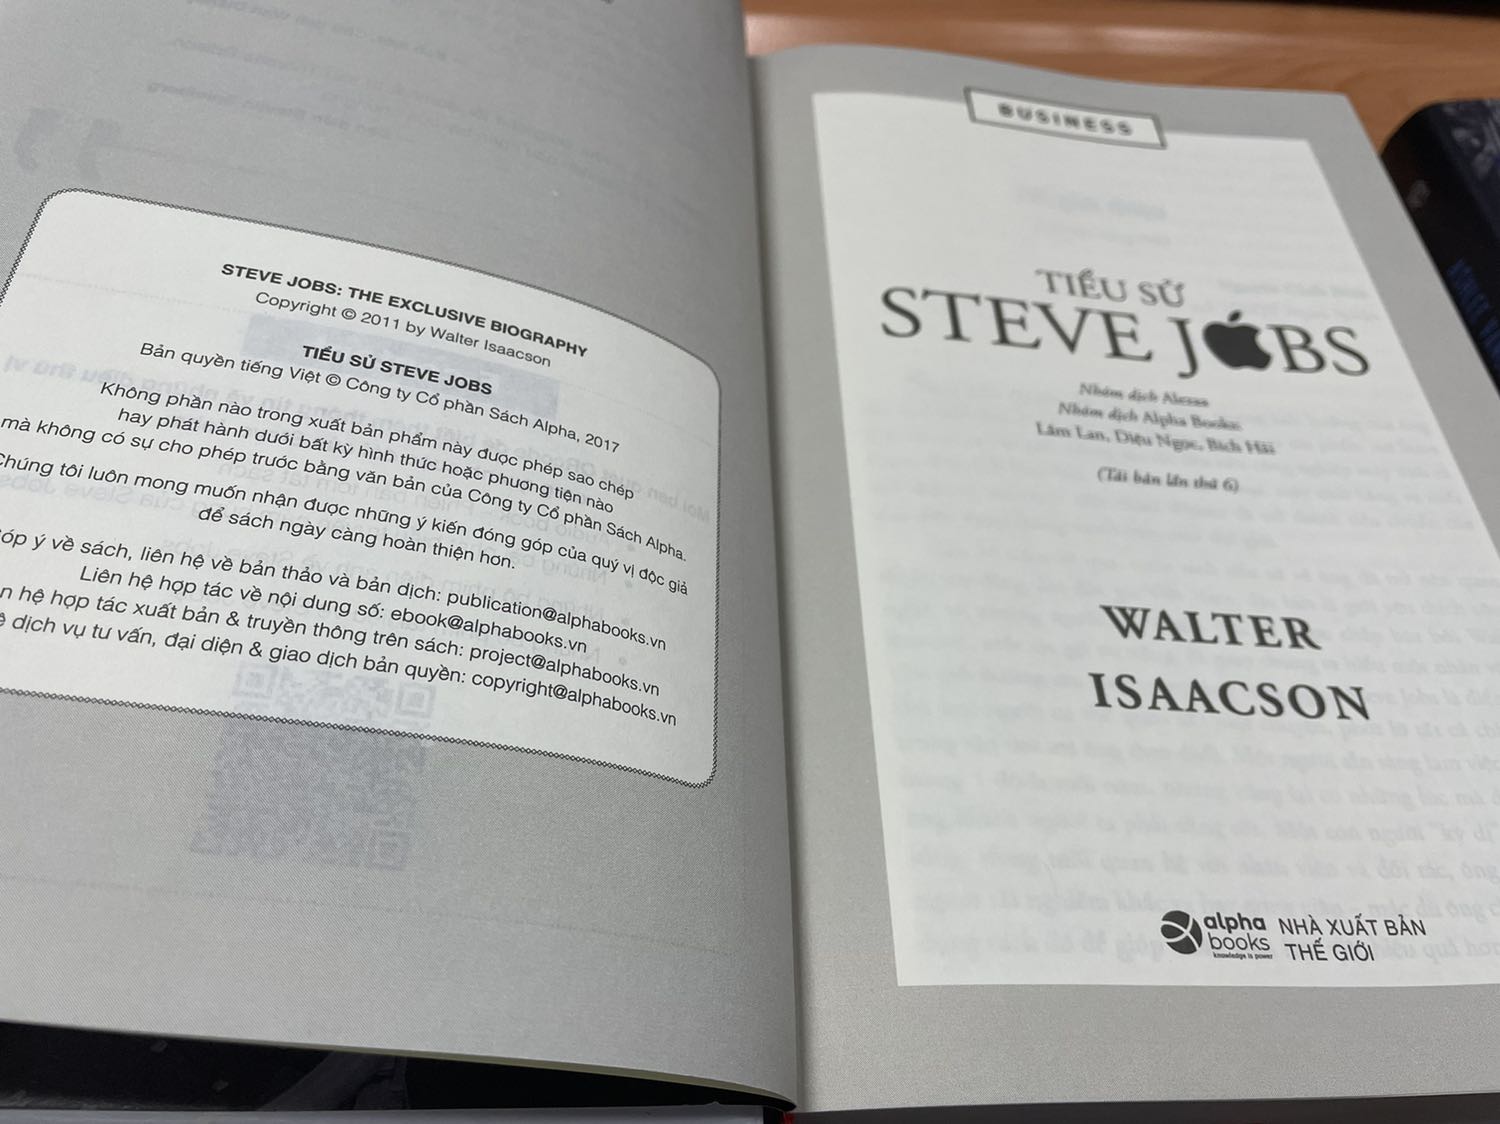 STEVE JOBS: THE EXCLUSIVE BIOGRAPHY
Copyright © 2011 by Walter Isaacson
TIỂU SỬ STEVE JOBS
Bản quyền tiếng Việt © Công ty Cổ phần Sách Alpha, 2017
Không phần nào trong xuất bản phẩm này được phép sao chép
hay phát hành dưới bất kỳ hình thức hoặc phương tiện nào
mà không có sự cho phép trước bằng văn bản của Công ty Cổ phần Sách Alpha.
Chúng tôi luôn mong muốn nhận được những ý kiến đóng góp của quý vị độc giả
để sách ngày càng hoàn thiện hơn.
óp ý về sách, liên hệ về bản thảo và bản dịch: publication@alphabooks.vn
Liên hệ hợp tác về nội dung số: ebook@alphabooks.vn
n hệ hợp tác xuất bản & truyền thông trên sách: project@alphabooks.vn
ệ dịch vụ tư vấn, đại diện & giao dịch bản quyền: copyright@alphabooks.vn
BUSINESS
TIỂU SỬ
STEVE JOBS
Nhóm dịch Alezaa
Nhóm dịch Alpha Books:
Lâm Lan, Diệu Ngọc, Bích Hải
(Tái bản lần thứ 6)
WALTER
ISAACSON
alpha books
knowledge is power
NHÀ XUẤT BẢN
THẾ GIỚI